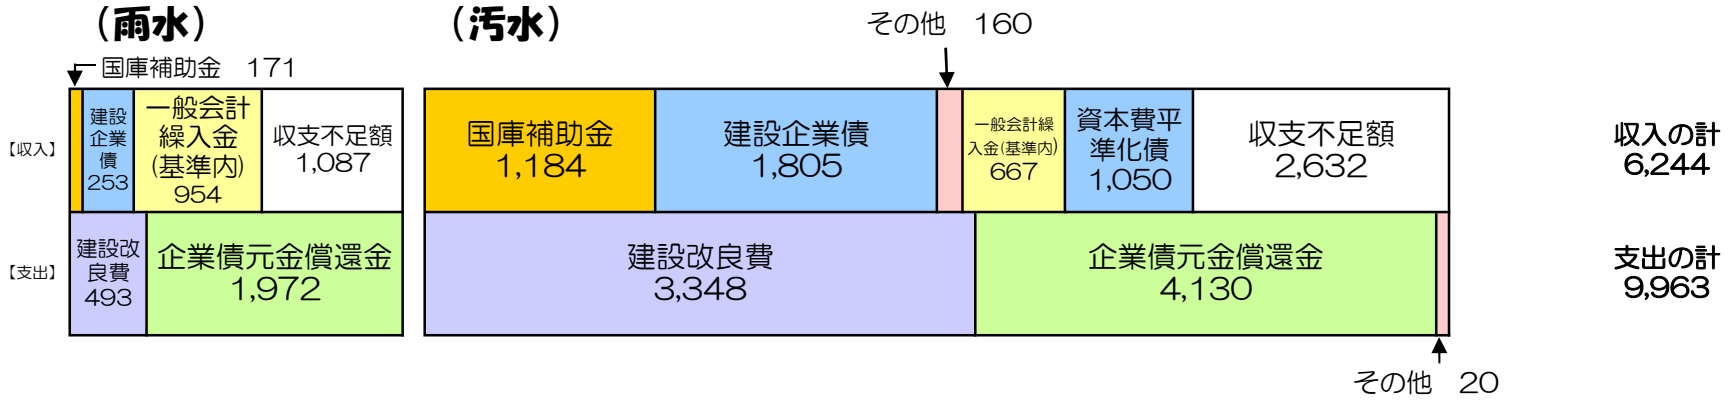 （雨水）
（汚水）
その他　160
国庫補助金　171
【収入】
建設
企業
債
253
一般会計
繰入金
(基準内)
954
収支不足額
1,087
国庫補助金
1,184
建設企業債
1,805
一般会計繰
入金(基準内)
667
資本費平
準化債
1,050
収支不足額
2,632
収入の計
6,244
【支出】
建設改
良費
493
企業債元金償還金
1,972
建設改良費
3,348
企業債元金償還金
4,130
支出の計
9,963
その他　20